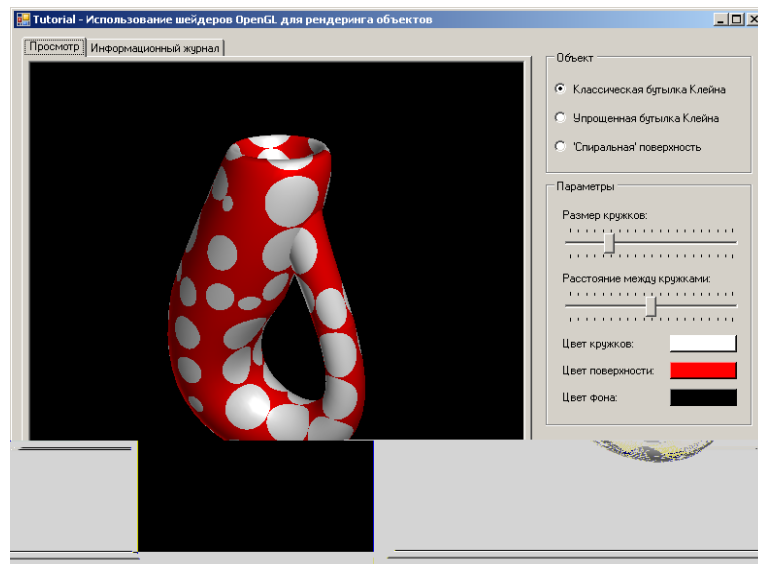 Tutorial - Использование шейдеров OpenGL для рендеринга объектов
Просмотр
Информационный журнал
Объект
Классическая бутылка Клейна
Упрощенная бутылка Клейна
'Спиральная' поверхность
Параметры
Размер кружков:
Расстояние между кружками:
Цвет кружков:
Цвет поверхности:
Цвет фона: